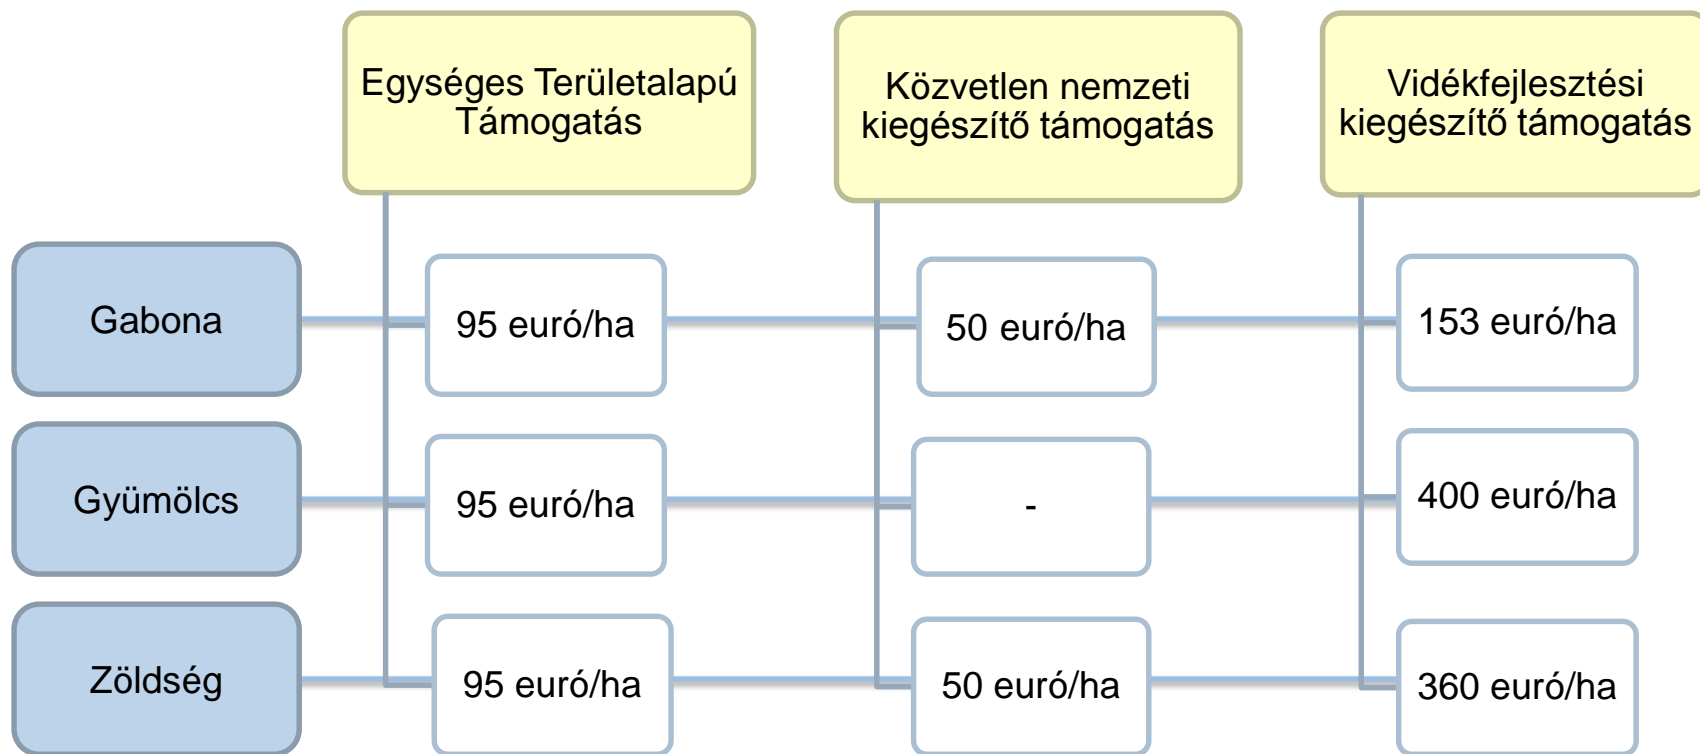 Egységes Területalapú
Támogatás
Közvetlen nemzeti
kiegészítő támogatás
Vidékfejlesztési
kiegészítő támogatás
Gabona
95 euró/ha
50 euró/ha
153 euró/ha
Gyümölcs
95 euró/ha
-
400 euró/ha
Zöldség
95 euró/ha
50 euró/ha
360 euró/ha